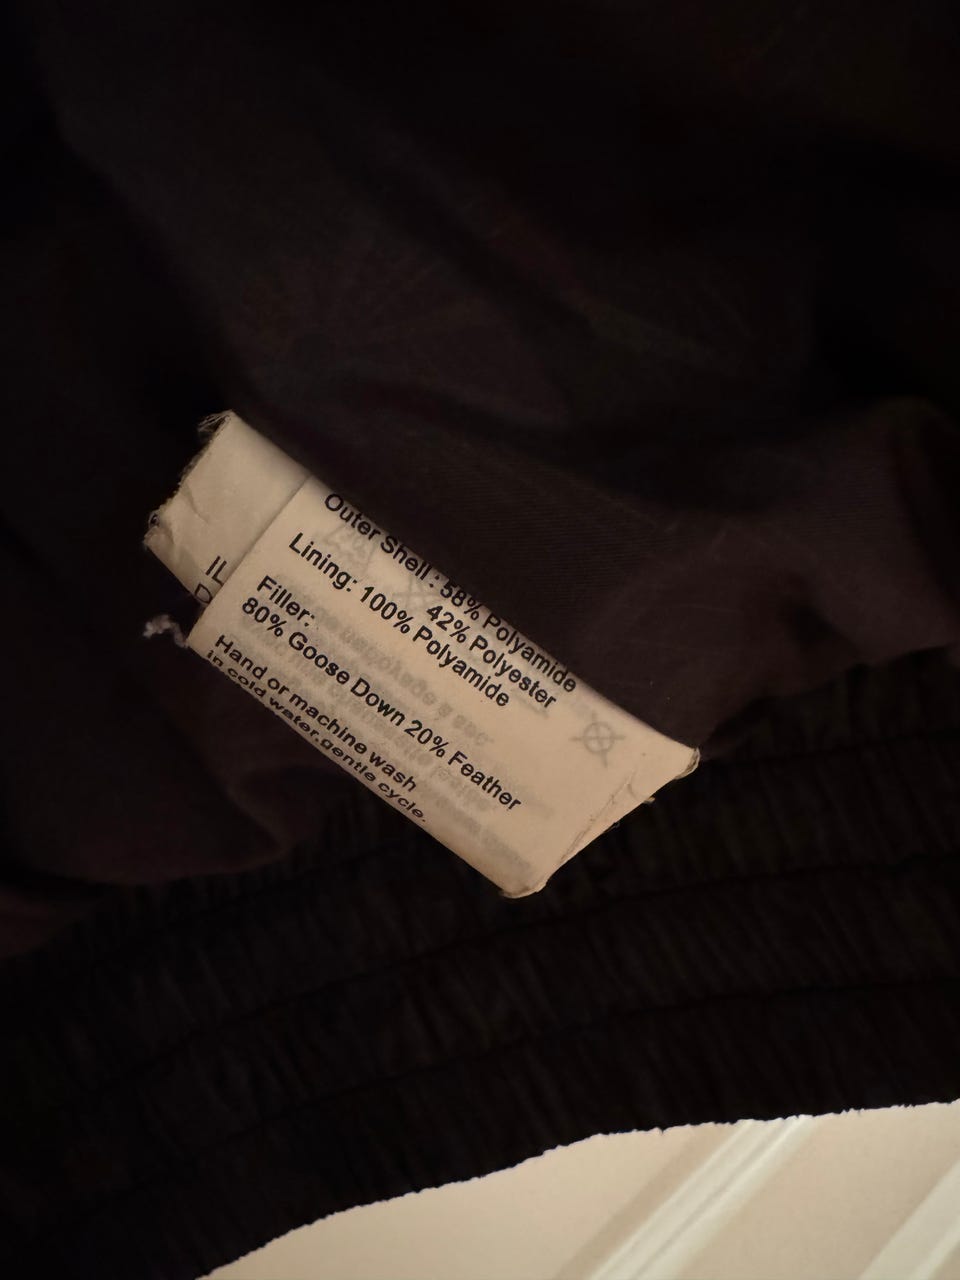 Outer Shell : 58% Polyamide
42% Polyester
Lining: 100% Polyamide
Filler:
80% Goose Down 20% Feather
Hand or machine wash
in cold water.gentle cycle.
IL
D